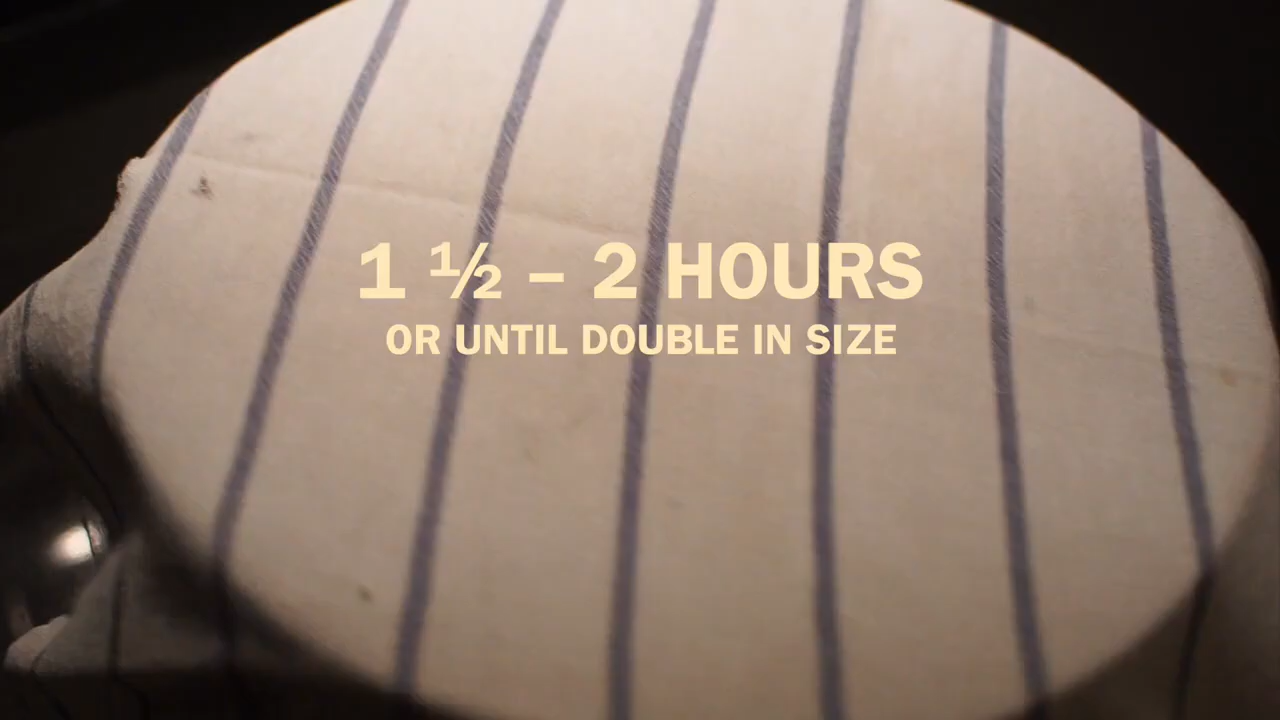 1 ½ – 2 HOURS
OR UNTIL DOUBLE IN SIZE